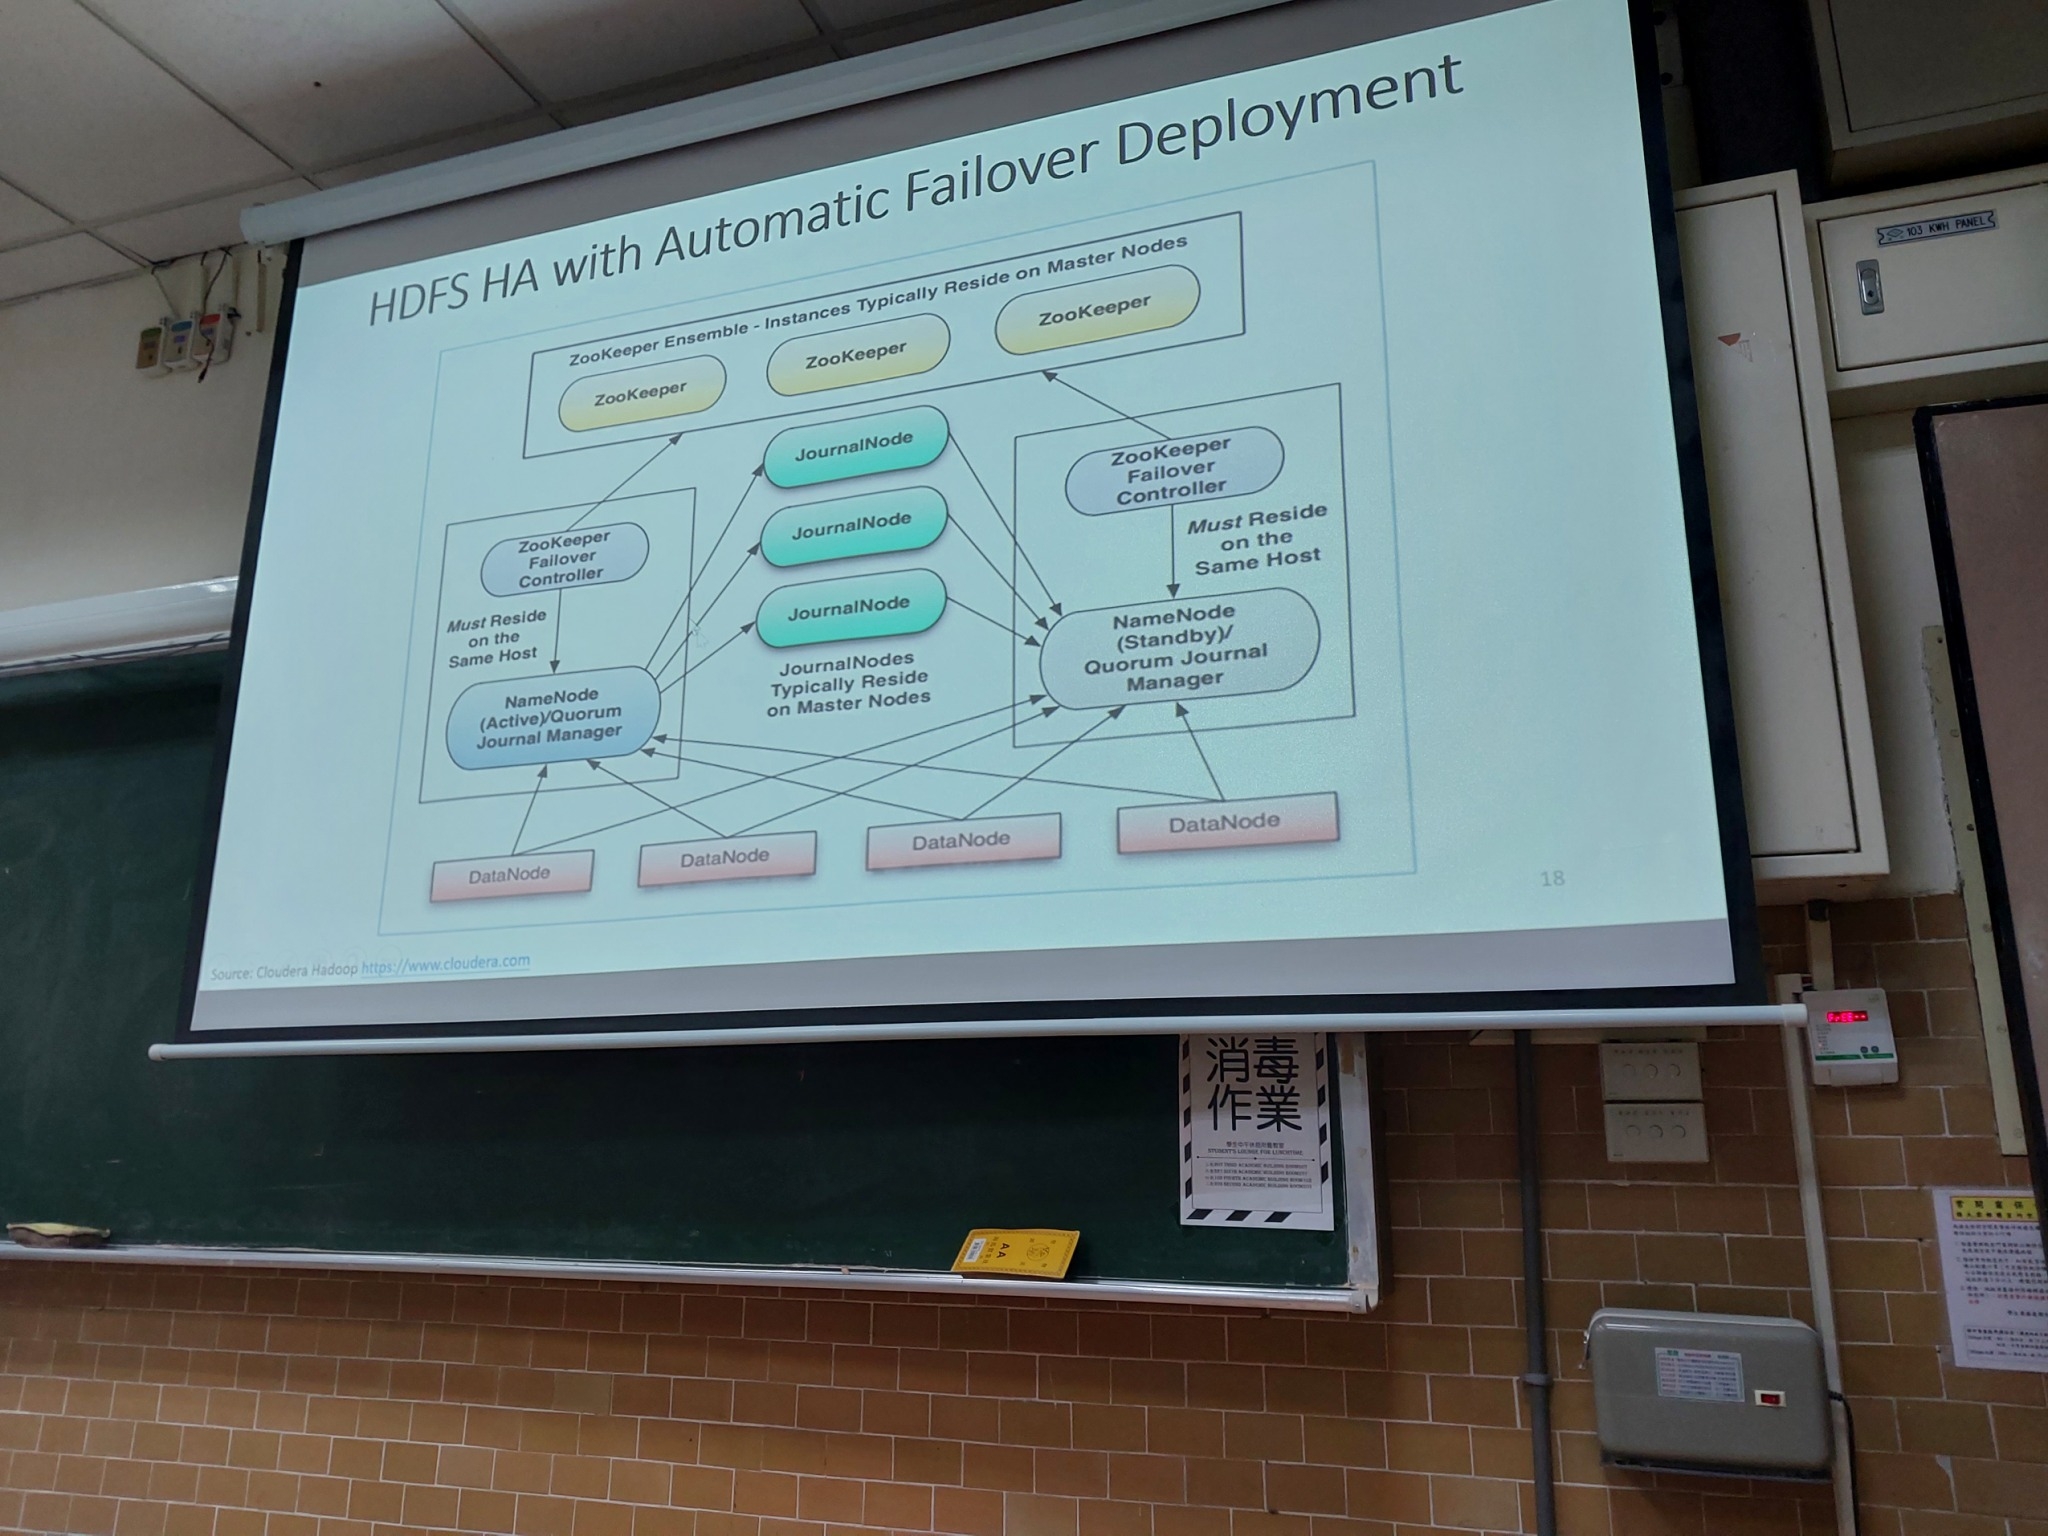 HDFS HA with Automatic Failover Deployment
ZooKeeper Ensemble - Instances Typically Reside on Master Nodes
ZooKeeper
ZooKeeper
ZooKeeper
JournalNode
JournalNode
JournalNode
JournalNodes
Typically Reside
on Master Nodes
ZooKeeper
Failover
Controller
Must Reside
on the
Same Host
NameNode
(Active)/Quorum
Journal Manager
ZooKeeper
Failover
Controller
Must Reside
on the
Same Host
NameNode
(Standby)/
Quorum Journal
Manager
DataNode
DataNode
DataNode
DataNode
18
Source: Cloudera Hadoop https://www.cloudera.com
103 KWH PANEL
消毒
作業
STUDENT'S LOUNGE FOR LUNCHTIME
AA